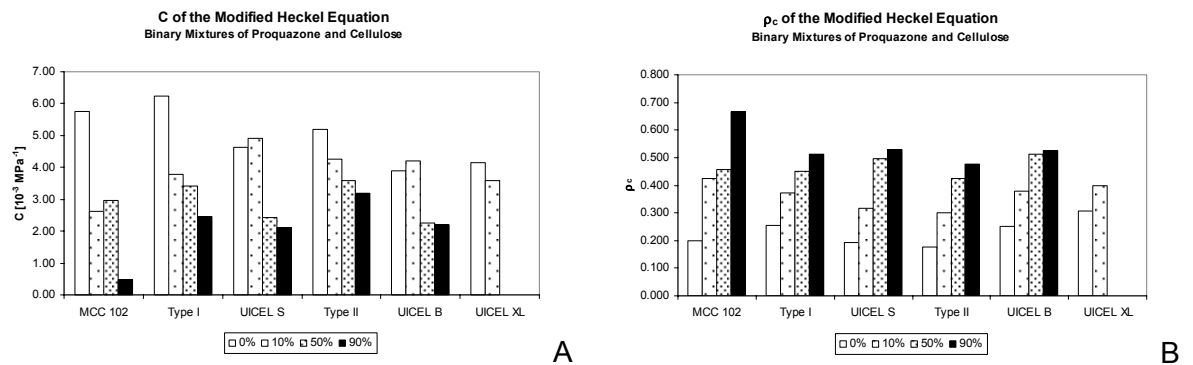 C of the Modified Heckel Equation
Binary Mixtures of Proquazone and Cellulose
7.00
6.00
5.00
4.00
3.00
2.00
1.00
0.00
C [10⁻³ MPa⁻¹]
MCC 102 Type I UICEL S Type II UICEL B UICEL XL
0% 10% 50% 90%
A
ρc of the Modified Heckel Equation
Binary Mixtures of Proquazone and Cellulose
0.800
0.700
0.600
0.500
0.400
0.300
0.200
0.100
0.000
ρc
MCC 102 Type I UICEL S Type II UICEL B UICEL XL
0% 10% 50% 90%
B